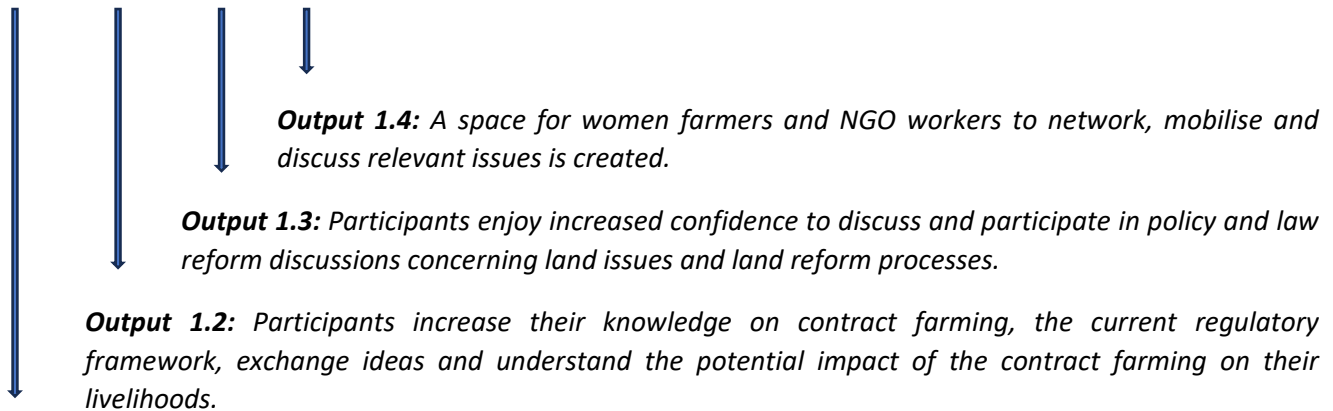 Output 1.4: A space for women farmers and NGO workers to network, mobilise and
discuss relevant issues is created.
Output 1.3: Participants enjoy increased confidence to discuss and participate in policy and law
reform discussions concerning land issues and land reform processes.
Output 1.2: Participants increase their knowledge on contract farming, the current regulatory
framework, exchange ideas and understand the potential impact of the contract farming on their
livelihoods.